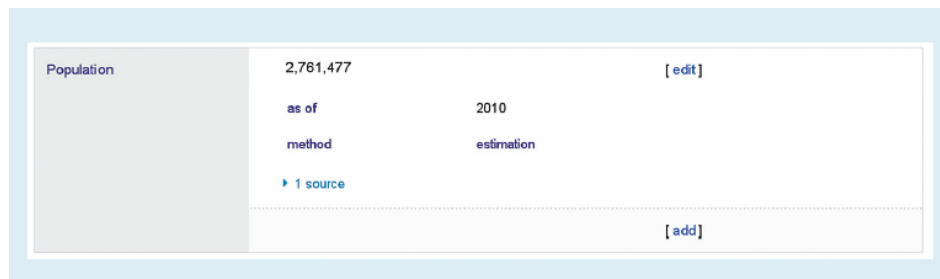 Population 2,761,477 [ edit ]
as of 2010
method estimation
1 source
[ add ]